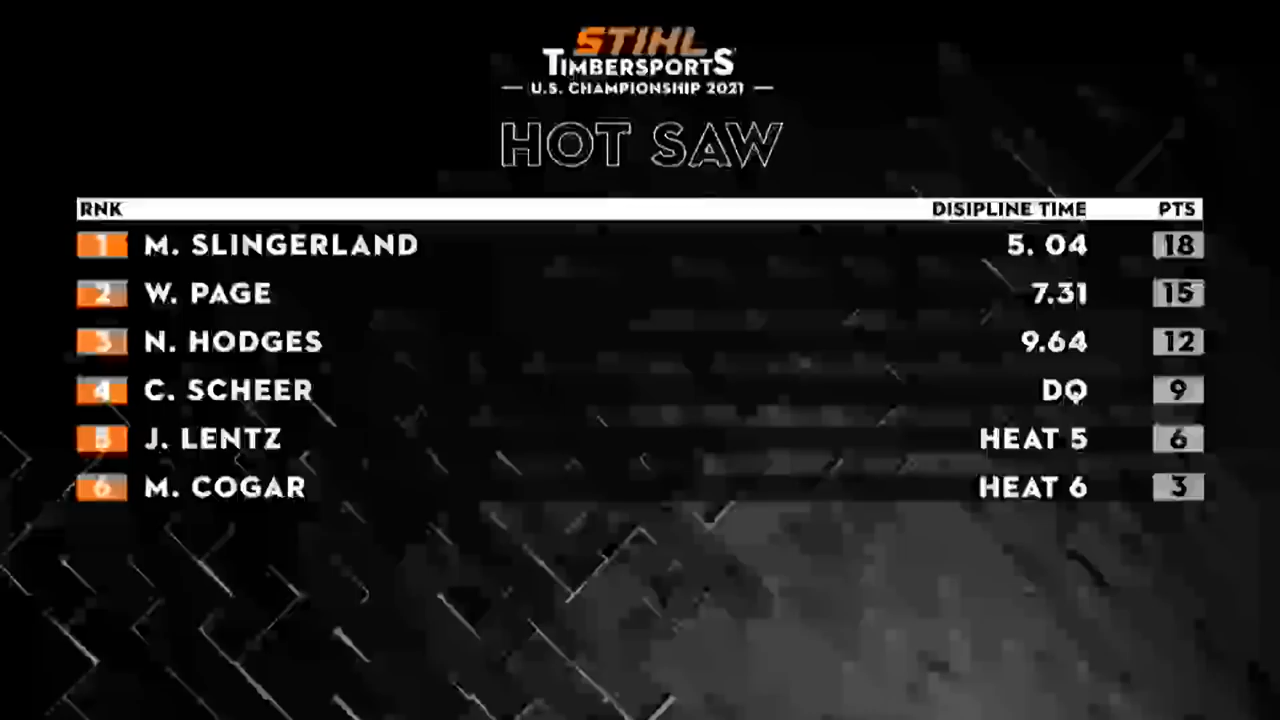 STIHL
TIMBERSPORTS
U.S. CHAMPIONSHIP 2021
HOT SAW
RNK DISIPLINE TIME PTS
1 M. SLINGERLAND 5. 04 18
2 W. PAGE 7.31 15
3 N. HODGES 9.64 12
4 C. SCHEER DQ 9
5 J. LENTZ HEAT 5 6
6 M. COGAR HEAT 6 3